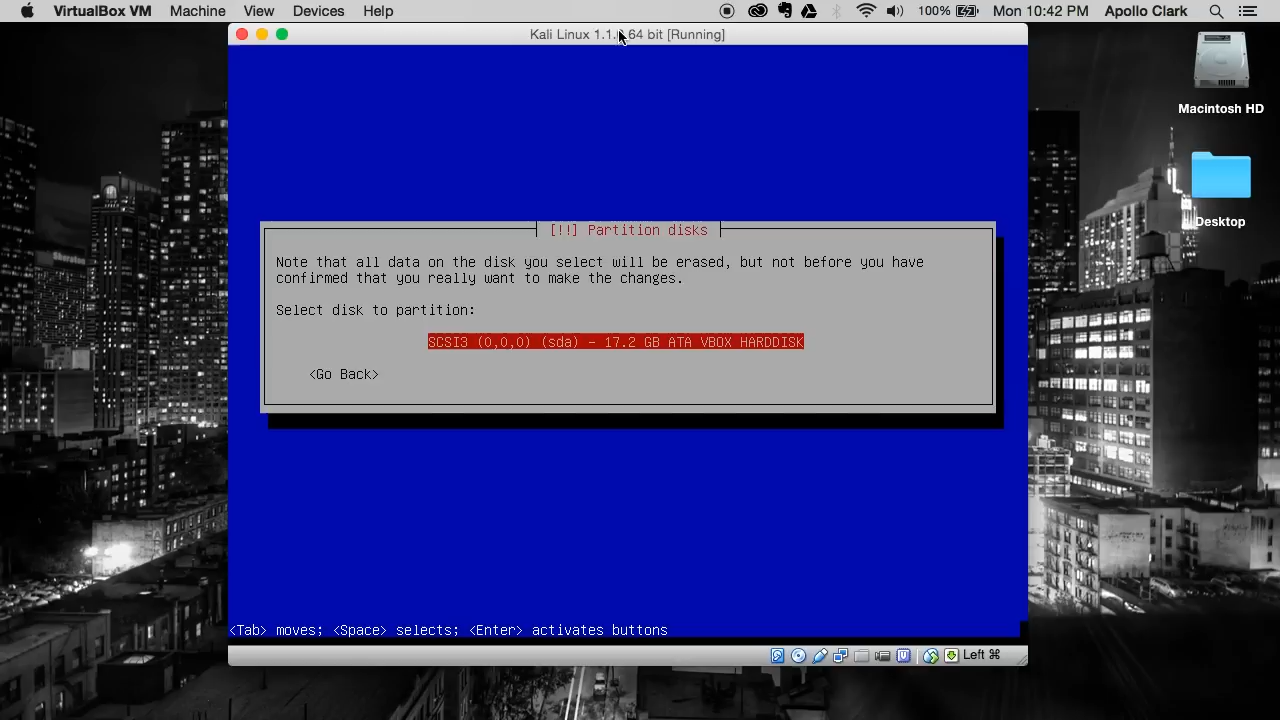 VirtualBox VM Machine View Devices Help 100% Mon 10:42 PM Apollo Clark
Kali Linux 1.1. 64 bit [Running]
Macintosh HD
Desktop
[!!] Partition disks
Note that all data on the disk you select will be erased, but not before you have
confirmed that you really want to make the changes.
Select disk to partition:
SCSI3 (0,0,0) (sda) - 17.2 GB ATA VBOX HARDDISK
<Go Back>
<Tab> moves; <Space> selects; <Enter> activates buttons
Left ⌘